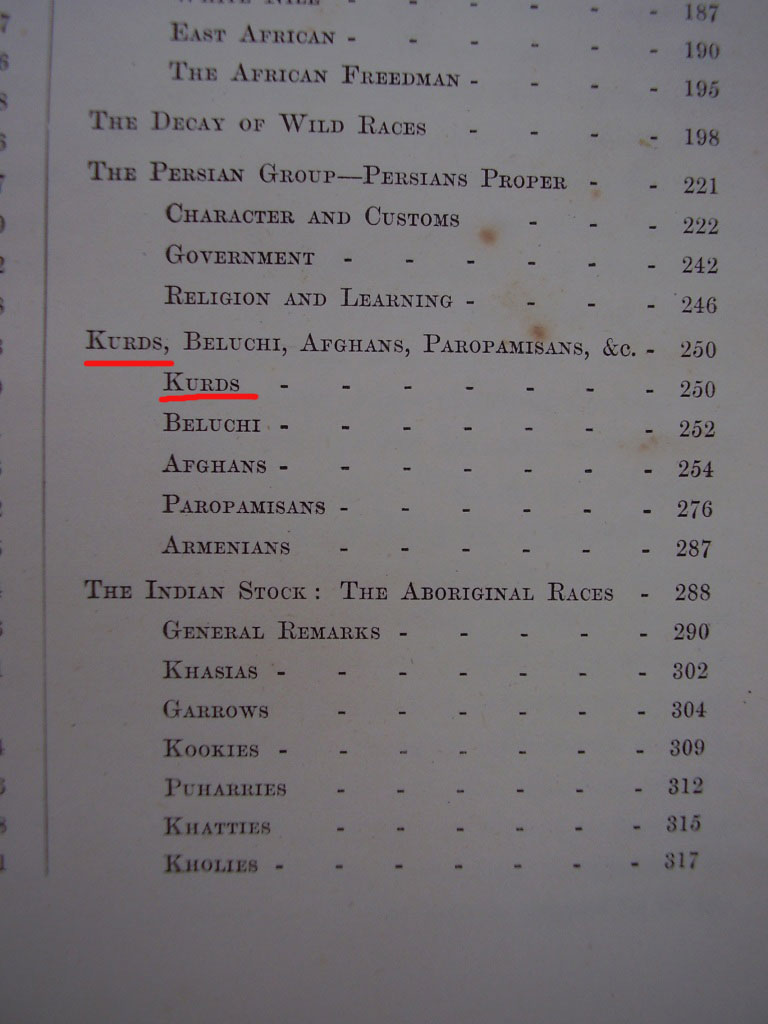 WHITE NILE - - - - - 187
EAST AFRICAN - - - - - - 190
THE AFRICAN FREEDMAN - - - - 195
THE DECAY OF WILD RACES - - - - 198
THE PERSIAN GROUP—PERSIANS PROPER - - 221
CHARACTER AND CUSTOMS - - - 222
GOVERNMENT - - - - - - 242
RELIGION AND LEARNING - - - - 246
KURDS, BELUCHI, AFGHANS, PAROPAMISANS, &C. - 250
KURDS - - - - - - - 250
BELUCHI - - - - - - - 252
AFGHANS - - - - - - - 254
PAROPAMISANS - - - - - - 276
ARMENIANS - - - - - - 287
THE INDIAN STOCK: THE ABORIGINAL RACES - 288
GENERAL REMARKS - - - - - 290
KHASIAS - - - - - - - 302
GARROWS - - - - - - 304
KOOKIES - - - - - - - 309
PUHARRIES - - - - - - 312
KHATTIES - - - - - - 315
KHOLIES - - - - - - - 317